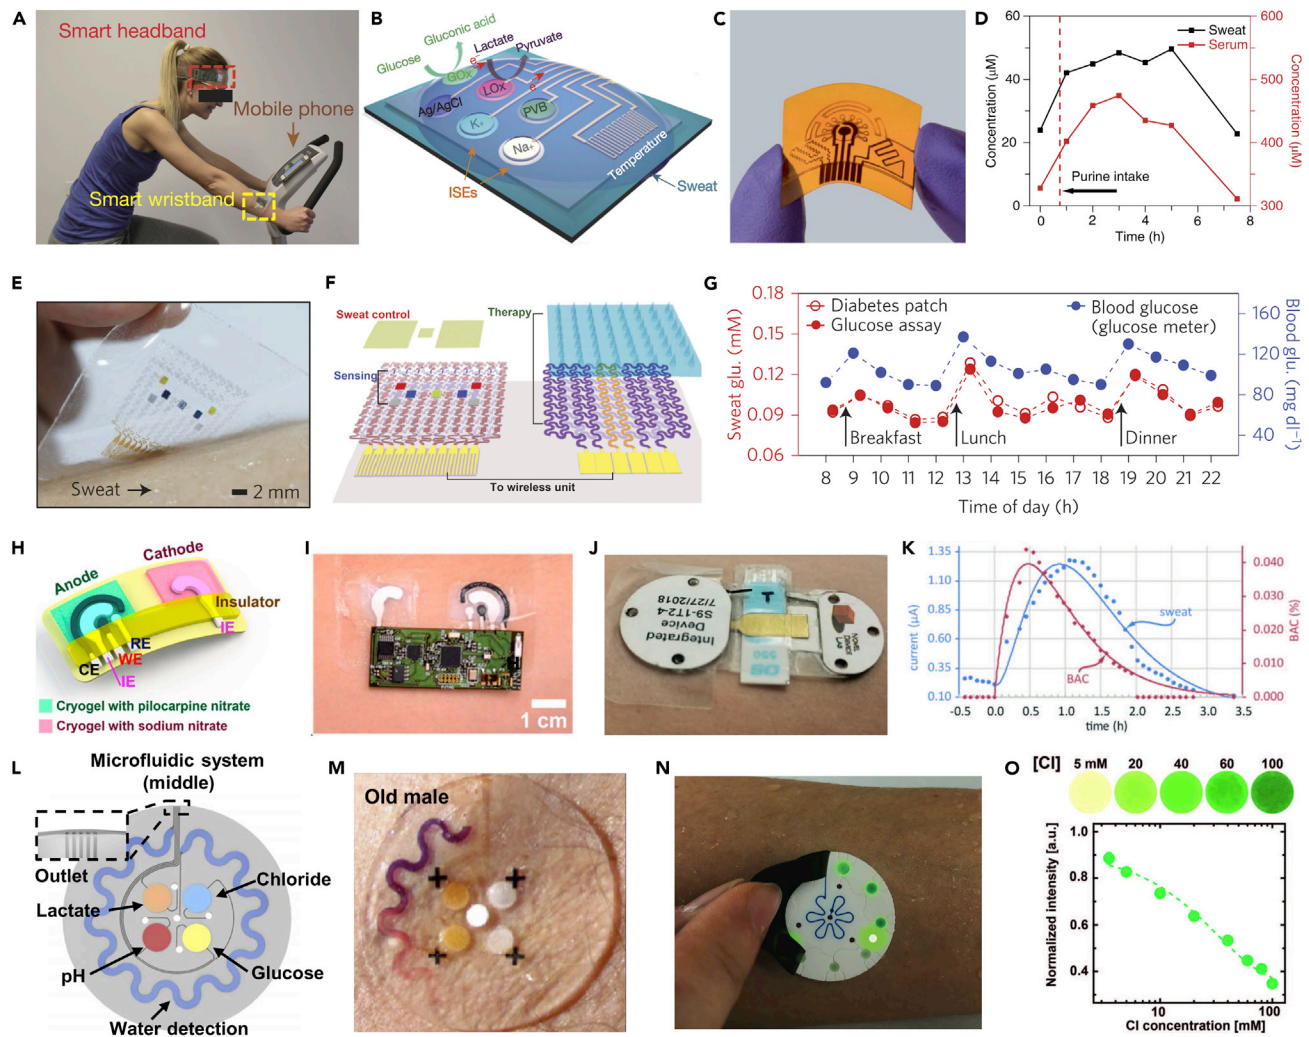 A
Smart headband
Mobile phone
Smart wristband
B
Gluconic acid
Glucose
Lactate
Pyruvate
e-
GOx
LOx
e-
Ag/AgCl
PVB
K+
Na+
Temperature
ISEs
Sweat
C
D
60
40
20
0
Concentration (μM)
Sweat
Serum
600
500
400
300
Concentration (μM)
Purine intake
0 2 4 6 8
Time (h)
E
Sweat
2 mm
F
Sweat control
Sensing
Therapy
To wireless unit
G
0.18
0.15
0.12
0.09
0.06
Sweat glu. (mM)
Diabetes patch
Glucose assay
Blood glucose
(glucose meter)
160
120
80
40
Blood glu. (mg dl–1)
Breakfast
Lunch
Dinner
8 9 10 11 12 13 14 15 16 17 18 19 20 21 22
Time of day (h)
H
Anode
Cathode
Insulator
IE
RE
WE
CE
IE
Cryogel with pilocarpine nitrate
Cryogel with sodium nitrate
I
1 cm
J
Integrated
Device
S9-1T2-4
7/27/2018
K
1.35
1.10
0.85
0.60
0.35
0.10
current (μA)
sweat
BAC
0.040
0.030
0.020
0.010
0.000
BAC (%)
-0.5 0.0 0.5 1.0 1.5 2.0 2.5 3.0 3.5
time (h)
L
Microfluidic system
(middle)
Outlet
Lactate
Chloride
pH
Glucose
Water detection
M
Old male
N
O
[Cl]
5 mM 20 40 60 100
1.0
0.8
0.6
0.4
Normalized intensity [a.u.]
10 100
Cl concentration [mM]